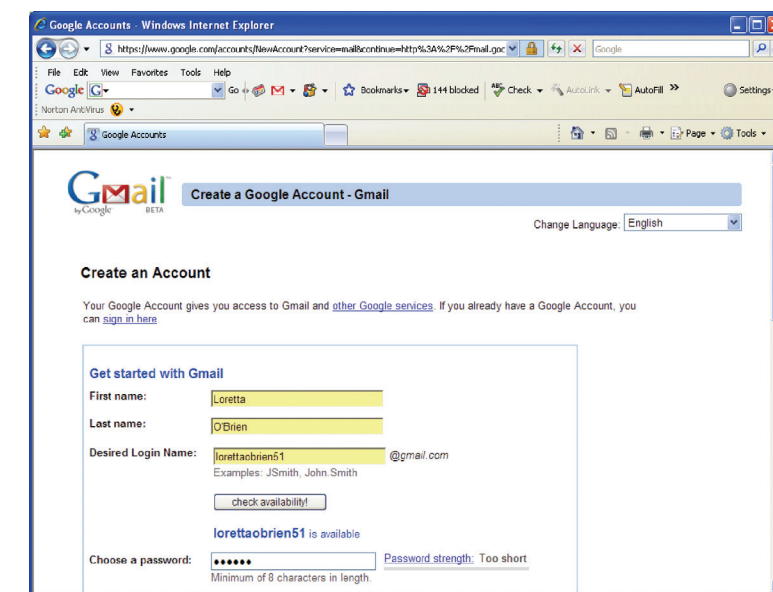 Google Accounts - Windows Internet Explorer
https://www.google.com/accounts/NewAccount?service=mail&continue=http%3A%2F%2Fmail.goc
Google
File Edit View Favorites Tools Help
Google G Go Bookmarks 144 blocked Check AutoLink AutoFill Settings
Norton AntiVirus
Google Accounts Page Tools
Gmail
by Google BETA
Create a Google Account - Gmail
Change Language: English
Create an Account
Your Google Account gives you access to Gmail and other Google services. If you already have a Google Account, you
can sign in here
Get started with Gmail
First name: Loretta
Last name: O'Brien
Desired Login Name: lorettaobrien51 @gmail.com
Examples: JSmith, John.Smith
check availability!
lorettaobrien51 is available
Choose a password: •••••• Password strength: Too short
Minimum of 8 characters in length.